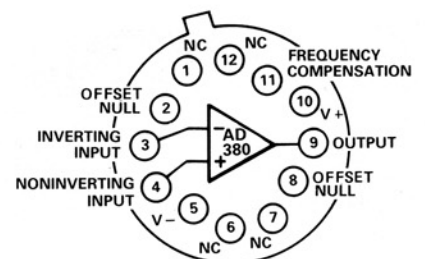 NC
NC
1
12
FREQUENCY
COMPENSATION
11
OFFSET
NULL
2
10
V+
INVERTING
INPUT
3
−
AD
380
+
9
OUTPUT
NONINVERTING
INPUT
4
8
OFFSET
NULL
V−
5
6
7
NC
NC